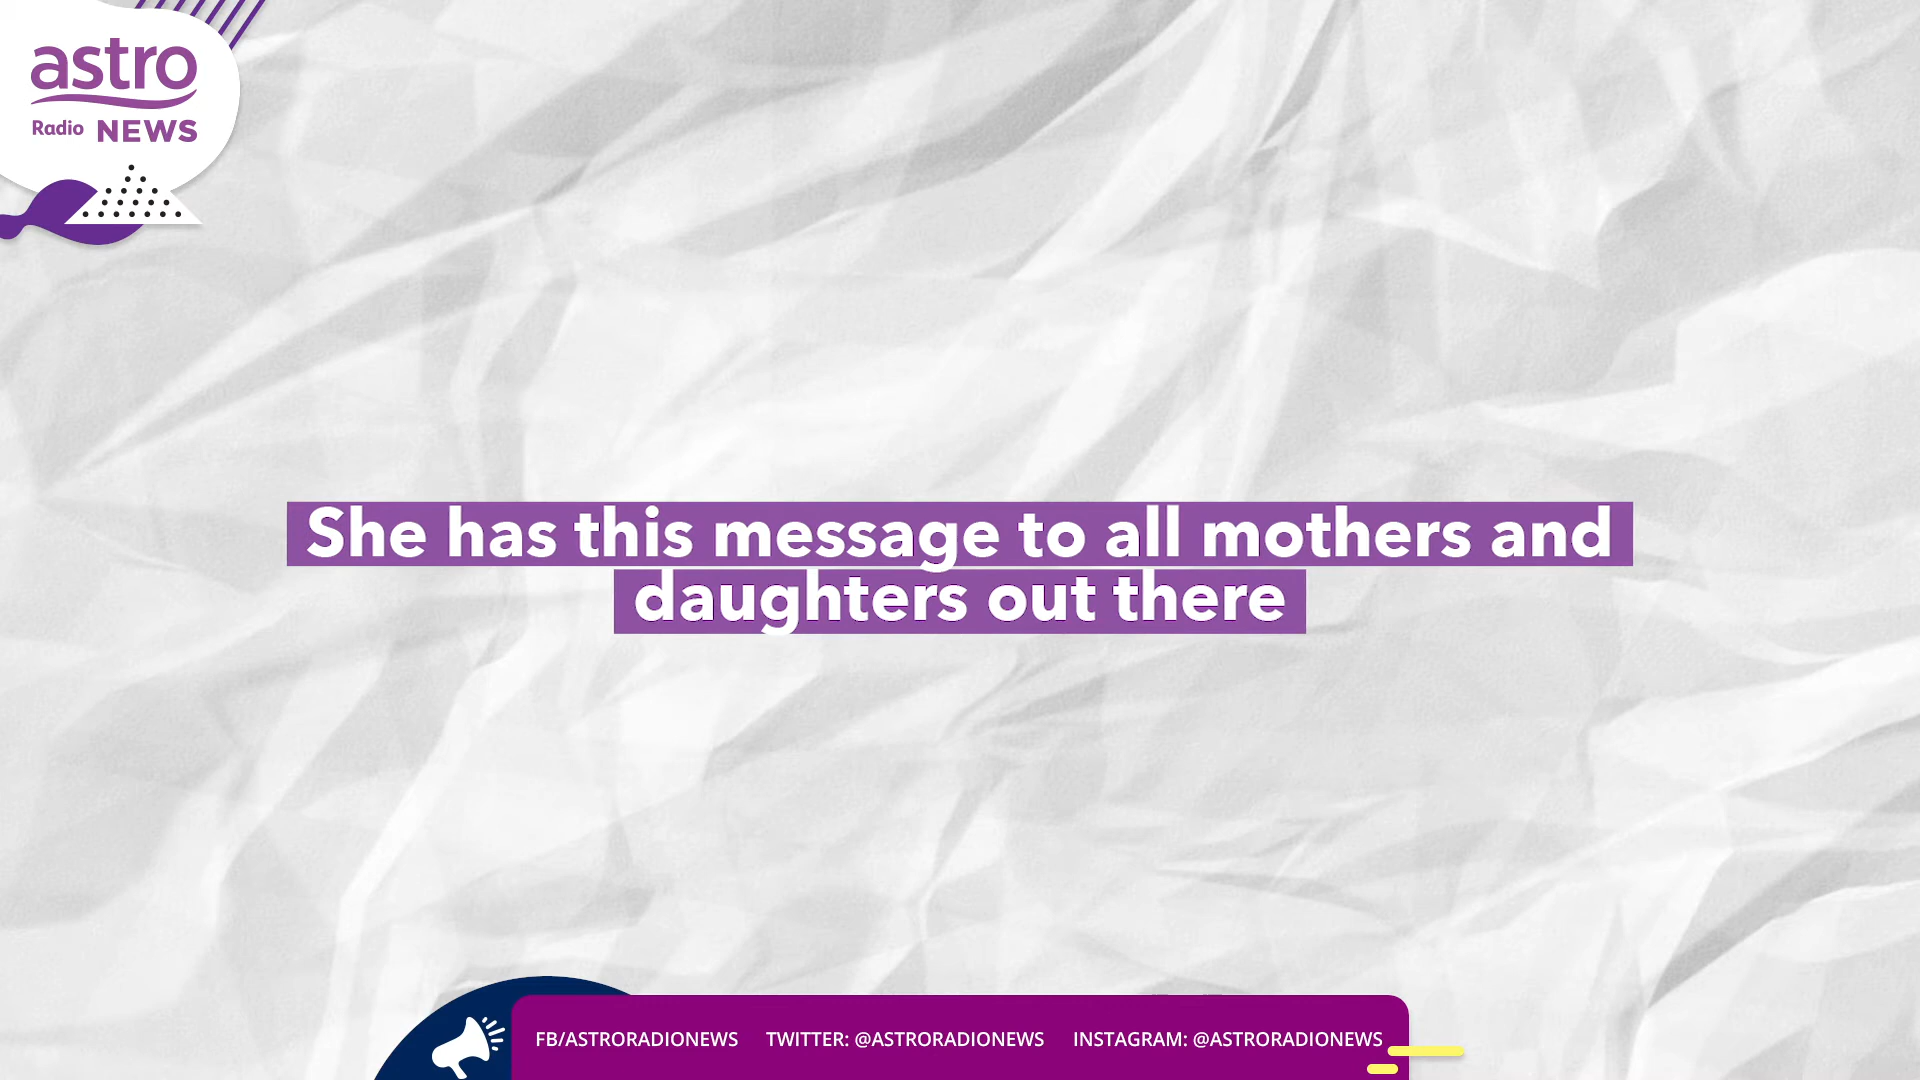 astro
Radio NEWS
She has this message to all mothers and
daughters out there
FB/ASTRORADIONEWS TWITTER: @ASTRORADIONEWS INSTAGRAM: @ASTRORADIONEWS